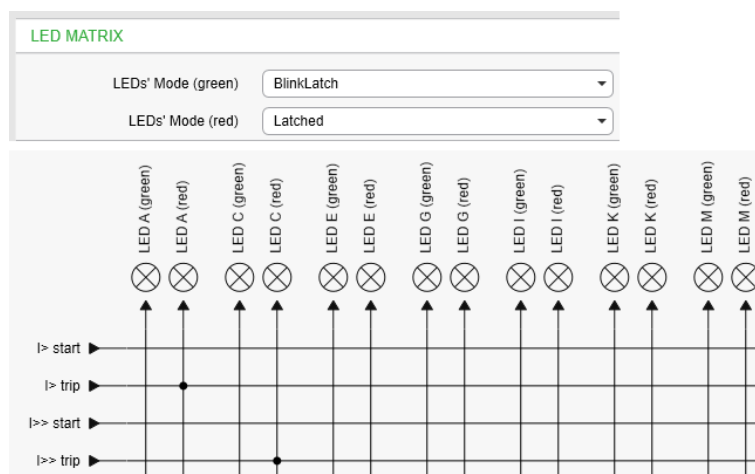 LED MATRIX
LEDs' Mode (green) BlinkLatch
LEDs' Mode (red) Latched
LED A (green) LED A (red) LED C (green) LED C (red) LED E (green) LED E (red) LED G (green) LED G (red) LED I (green) LED I (red) LED K (green) LED K (red) LED M (green) LED M (red)
I> start
I> trip
I>> start
I>> trip